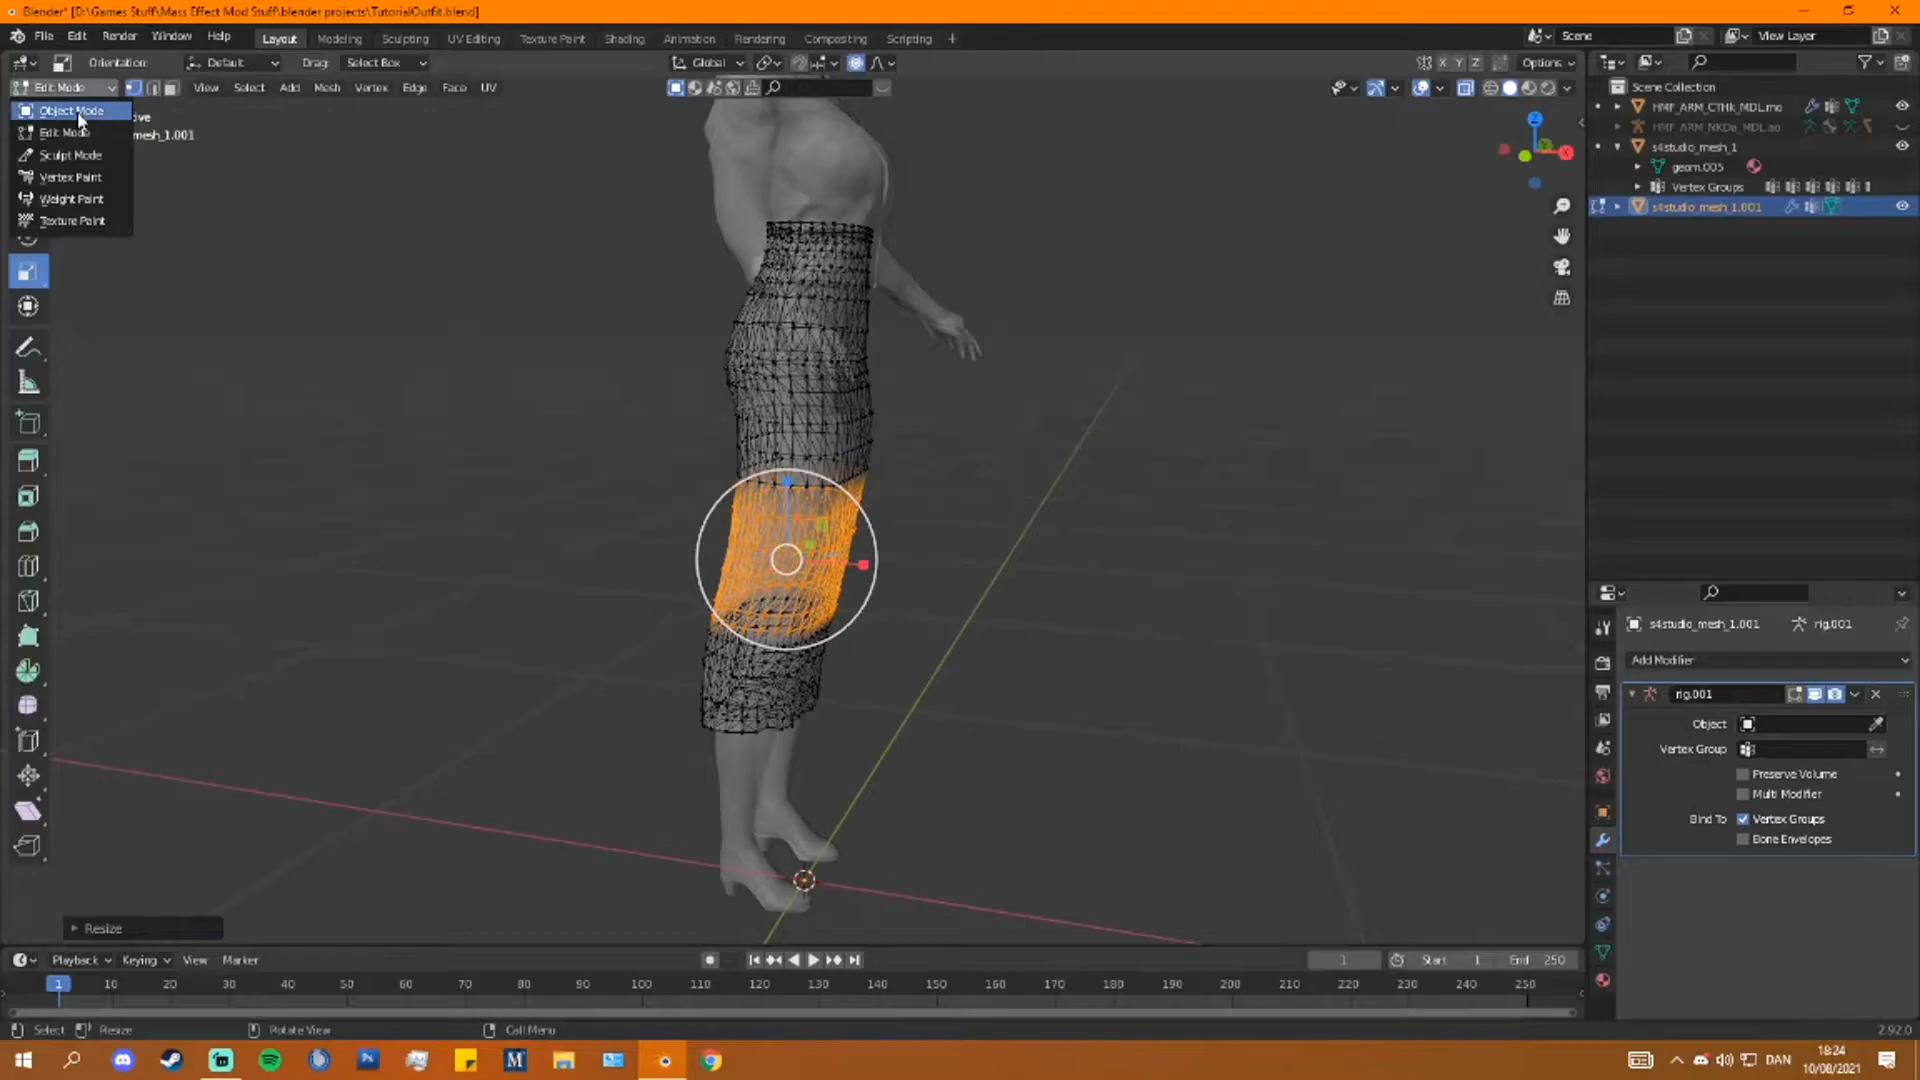 Blender* [D:\Games Stuff\Mass Effect Mod Stuff\blender projects\TutorialOutfit.blend]
File Edit Render Window Help Layout Modeling Sculpting UV Editing Texture Paint Shading Animation Rendering Compositing Scripting + Scene View Layer
Orientation: Default Drag: Select Box Global X Y Z Options
Edit Mode View Select Add Mesh Vertex Edge Face UV
Scene Collection
Object Mode ive HMF_ARM_CTHk_MDL.mo
Edit Mode mesh_1.001 HMF_ARM_NKDa_MDL.ao
Sculpt Mode s4studio_mesh_1
Vertex Paint geom.005
Weight Paint Vertex Groups
Texture Paint s4studio_mesh_1.001
Z
X
s4studio_mesh_1.001 rig.001
Add Modifier
rig.001
Object
Vertex Group
Preserve Volume
Multi Modifier
Bind To Vertex Groups
Bone Envelopes
Resize
Playback Keying View Marker 1 Start 1 End 250
1 10 20 30 40 50 60 70 80 90 100 110 120 130 140 150 160 170 180 190 200 210 220 230 240 250
Select Resize Rotate View Call Menu 2.92.0
M DAN 18:24
10/08/2021